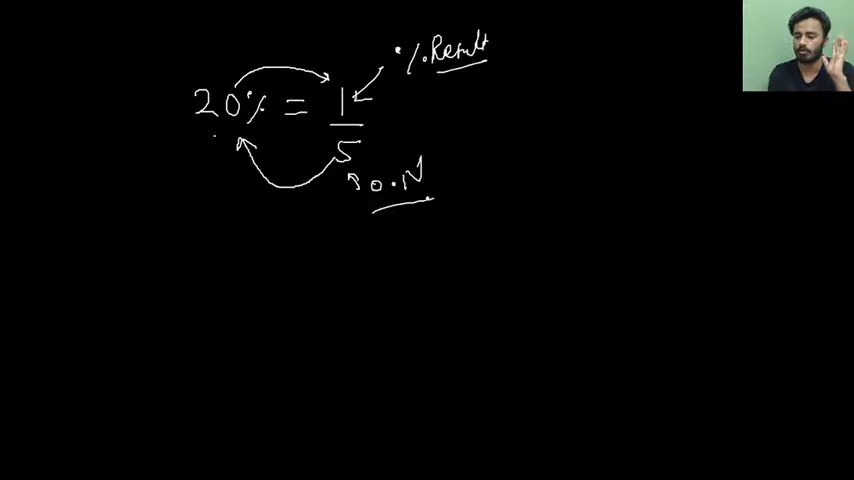 % Result
20% = 1/5
O.N